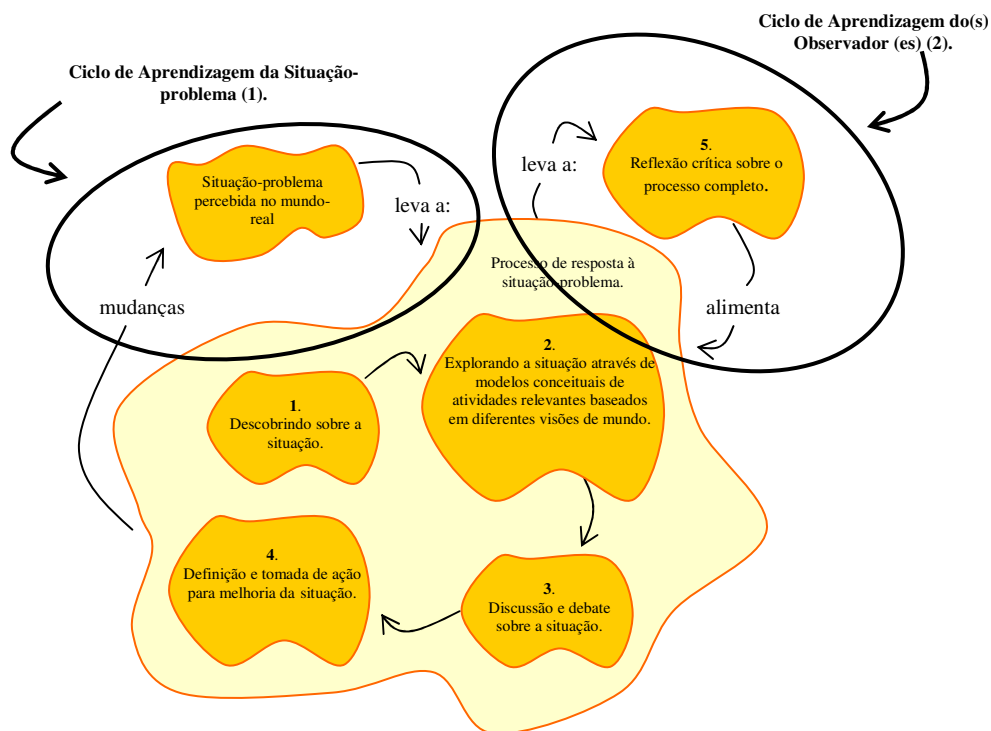 Ciclo de Aprendizagem do(s)
Observador (es) (2).
Ciclo de Aprendizagem da Situação-
problema (1).
Situação-problema
percebida no mundo-
real
leva a:
leva a:
5.
Reflexão crítica sobre o
processo completo.
Processo de resposta à
situação-problema.
mudanças
alimenta
1.
Descobrindo sobre a
situação.
2.
Explorando a situação através de
modelos conceituais de
atividades relevantes baseados
em diferentes visões de mundo.
4.
Definição e tomada de ação
para melhoria da situação.
3.
Discussão e debate
sobre a situação.